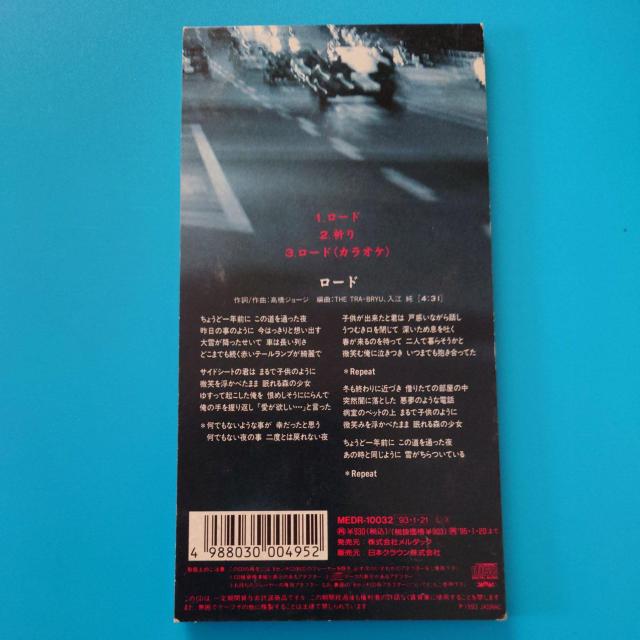 1.ロード
2.祈り
3.ロード(カラオケ)
ロード
作詞/作曲:高橋ジョージ 編曲:THE TRA-BRYU、入江 純 [4:31]
ちょうど一年前に この道を通った夜
昨日の事のように 今はっきりと想い出す
大雪が降ったせいで 車は長い列さ
どこまでも続く赤いテールランプが綺麗で
サイドシートの君は まるで子供のように
微笑を浮かべたまま 眠れる森の少女
ゆすって起こした俺を 恨めしそうににらんで
俺の手を握り返し「愛が欲しい…」と言った
*何でもないような事が 幸だったと思う
何でもない夜の事 二度とは戻れない夜
子供が出来たと君は 戸惑いながら話し
うつむき口を閉じて 深いため息を吐く
春が来るのを待って 二人で暮らそうかと
微笑む俺に泣きつき いつまでも抱き合ってた
*Repeat
冬も終わりに近づき 借りたての部屋の中
突然闇に落とした 悪夢のような電話
病室のベットの上 まるで子供のように
微笑みを浮かべたまま 眠れる森の少女
ちょうど一年前に この道を通った夜
あの時と同じように 雪がちらついている
*Repeat
MEDR-10032 '93・1・21
¥930(税込)/(税抜価格¥903) '95・1・20まで
発売元:株式会社メルダック
販売元:日本クラウン株式会社
4 988030 004952